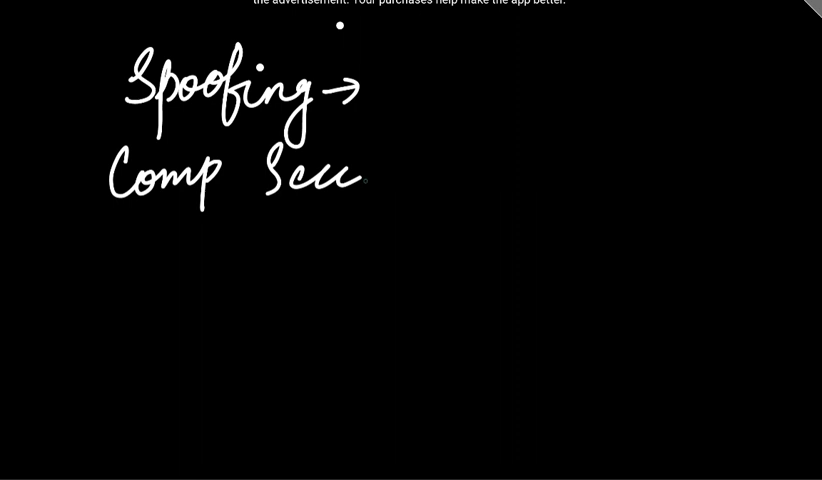 the advertisement. Your purchases help make the app better.
Spoofing →
Comp Secu